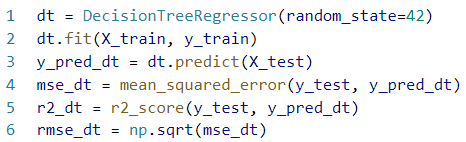 1 dt = DecisionTreeRegressor(random_state=42)
2 dt.fit(X_train, y_train)
3 y_pred_dt = dt.predict(X_test)
4 mse_dt = mean_squared_error(y_test, y_pred_dt)
5 r2_dt = r2_score(y_test, y_pred_dt)
6 rmse_dt = np.sqrt(mse_dt)